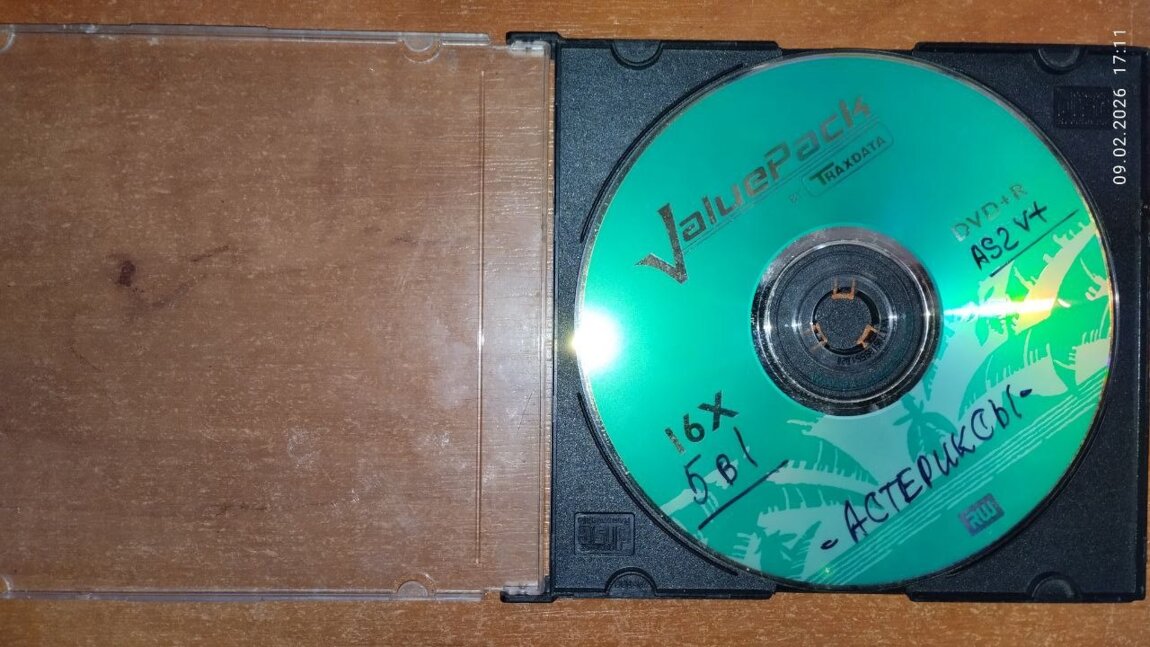 ValuePack
BY TRAXDATA
DVD+R
AS2 V+
16X
5 в 1
- АСТЕРИКСЫ -
RW
09.02.2026 17:11